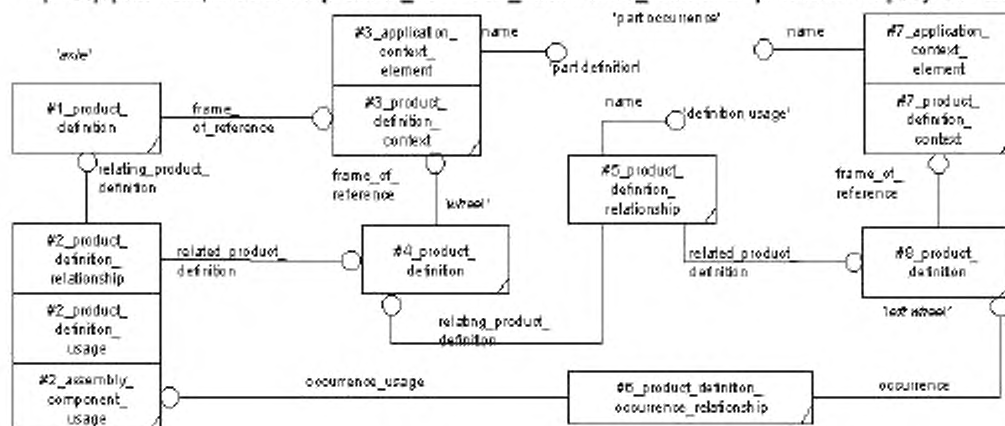 'part occurrence'
#3_application_
context_
element
name
'part definition'
name
#7_application_
context_
element
'axle'
#1_product_
definition
frame_
of_reference
#3_product_
definition_
context
name
'definition_usage'
#7_product_
definition_
context
relating_product_
definition
frame_of_
reference
'wheel'
#5_product_
definition_
relationship
frame_of_
reference
#2_product_
definition_
relationship
related_product_
definition
#4_product_
definition
related_product_
definition
#8_product_
definition
#2_product_
definition_
usage
relating_product_
definition
'left wheel'
#2_assembly_
component_
usage
occurrence_usage
#6_product_definition_
occurrence_relationship
occurrence